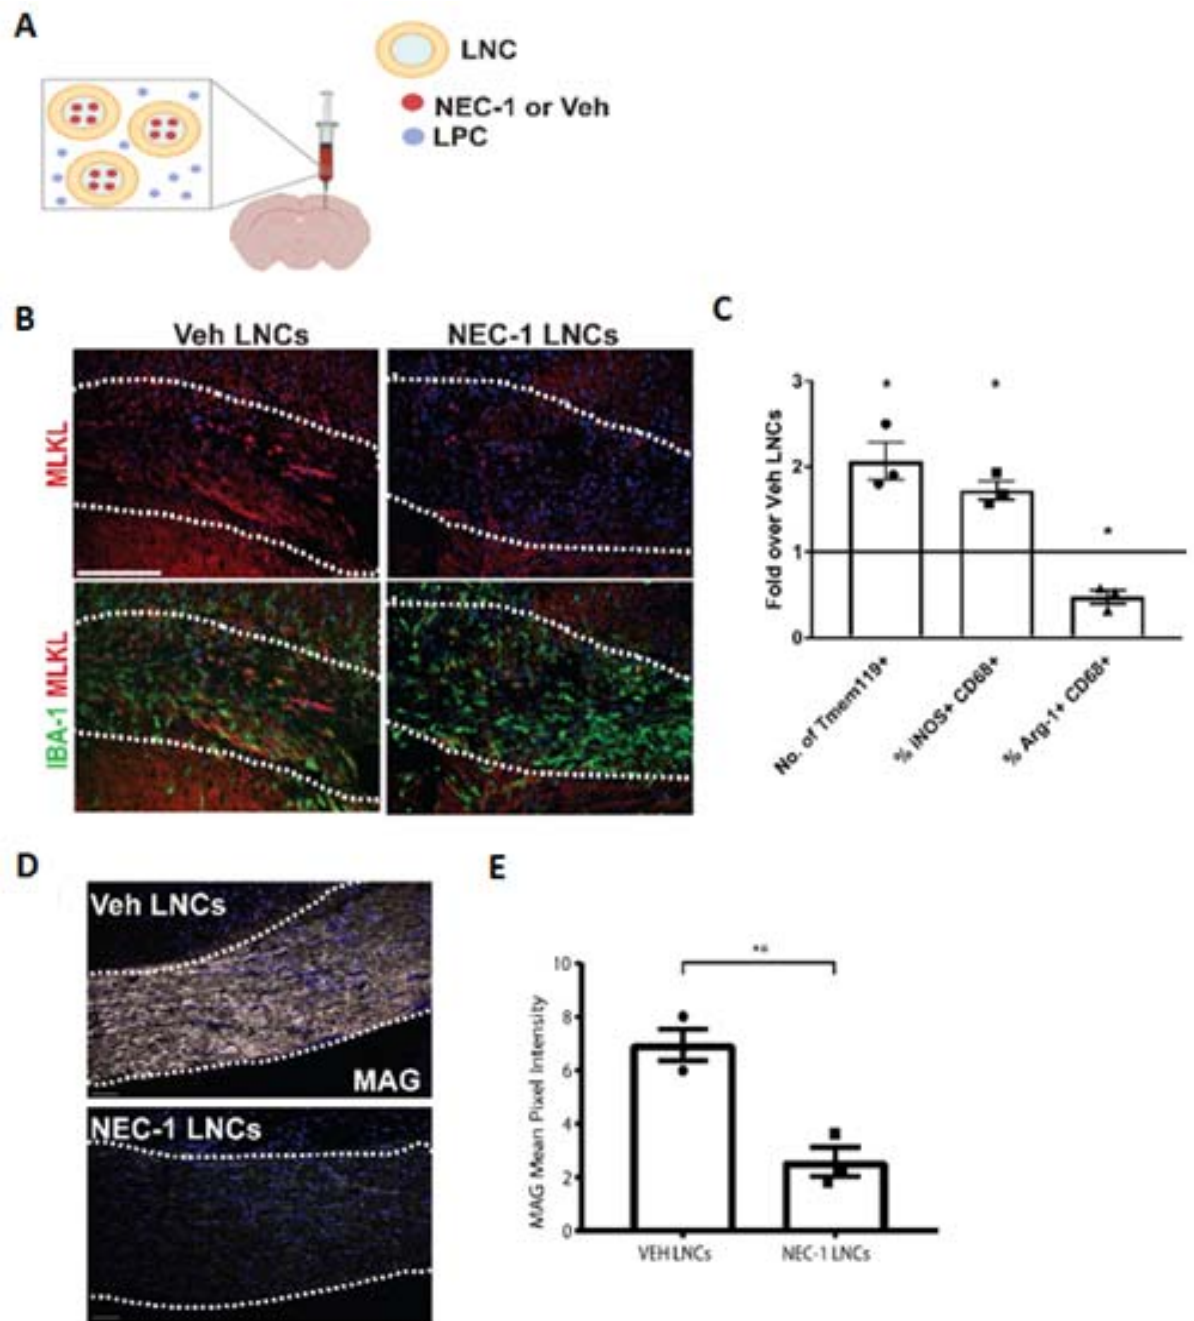 A
LNC
NEC-1 or Veh
LPC
B
Veh LNCs
NEC-1 LNCs
MLKL
IBA-1 MLKL
C
Fold over Veh LNCs
3
2
1
0
*
*
*
No. of Tmem119+
% iNOS+ CD68+
% Arg-1+ CD68+
D
Veh LNCs
MAG
NEC-1 LNCs
E
MAG Mean Pixel Intensity
10
8
6
4
2
0
**
VEH LNCs
NEC-1 LNCs